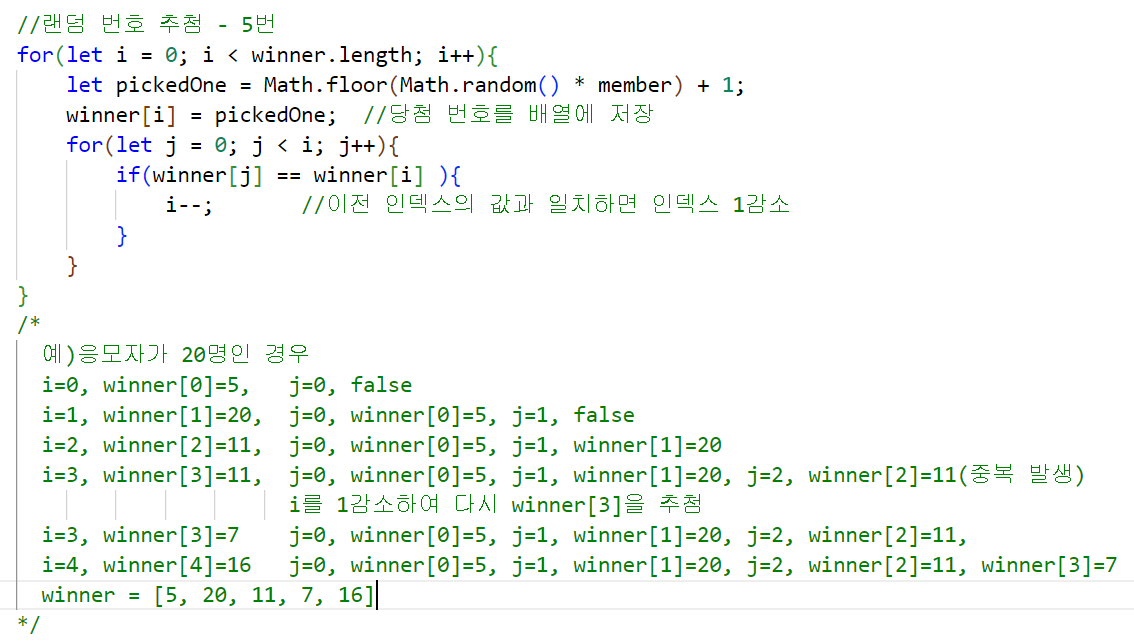 //랜덤 번호 추첨 - 5번
for(let i = 0; i < winner.length; i++){
    let pickedOne = Math.floor(Math.random() * member) + 1;
    winner[i] = pickedOne;  //당첨 번호를 배열에 저장
    for(let j = 0; j < i; j++){
        if(winner[j] == winner[i] ){
            i--;       //이전 인덱스의 값과 일치하면 인덱스 1감소
        }
    }
}
/*
  예)응모자가 20명인 경우
  i=0, winner[0]=5,   j=0, false
  i=1, winner[1]=20,  j=0, winner[0]=5, j=1, false
  i=2, winner[2]=11,  j=0, winner[0]=5, j=1, winner[1]=20
  i=3, winner[3]=11,  j=0, winner[0]=5, j=1, winner[1]=20, j=2, winner[2]=11(중복 발생)
                      i를 1감소하여 다시 winner[3]을 추첨
  i=3, winner[3]=7    j=0, winner[0]=5, j=1, winner[1]=20, j=2, winner[2]=11,
  i=4, winner[4]=16   j=0, winner[0]=5, j=1, winner[1]=20, j=2, winner[2]=11, winner[3]=7
  winner = [5, 20, 11, 7, 16]
*/